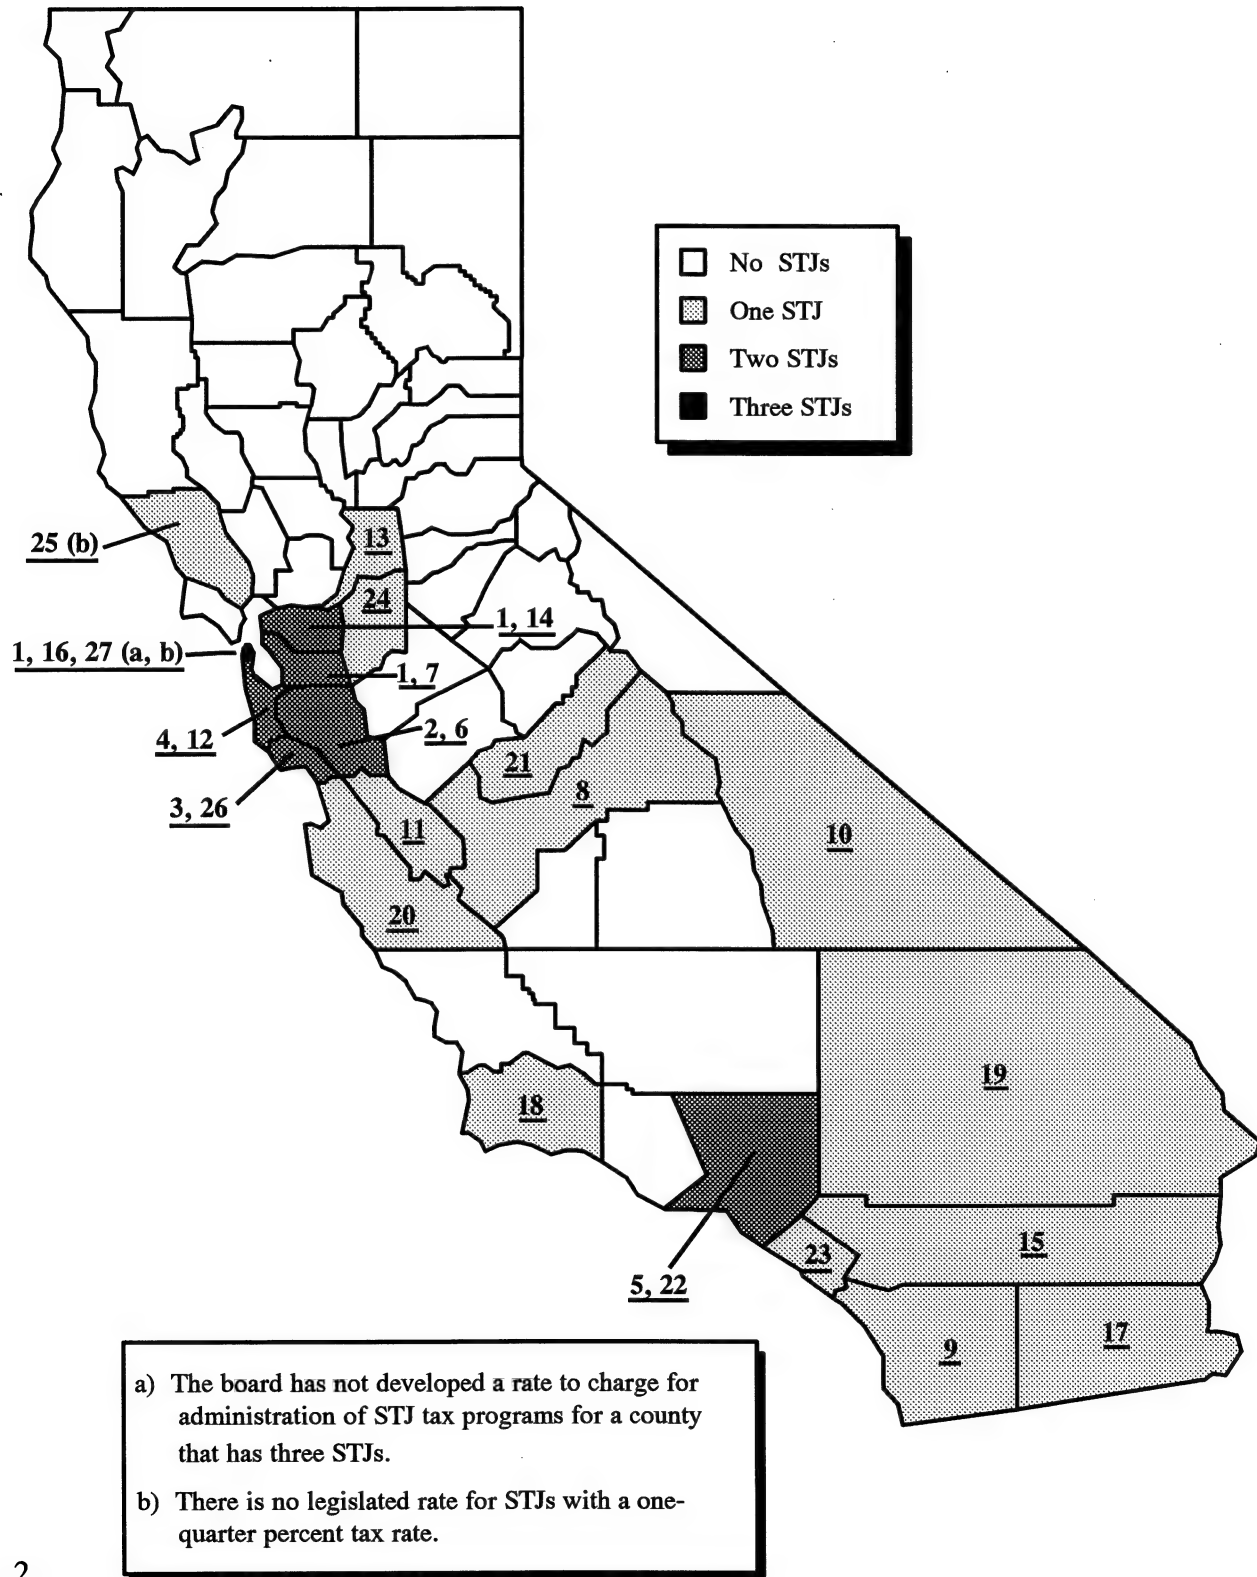 No STJs
One STJ
Two STJs
Three STJs
25 (b)
13
24
1, 14
1, 16, 27 (a, b)
1, 7
4, 12
2, 6
21
8
3, 26
11
10
20
19
18
23
15
5, 22
9
17
a) The board has not developed a rate to charge for
administration of STJ tax programs for a county
that has three STJs.
b) There is no legislated rate for STJs with a one-
quarter percent tax rate.
2